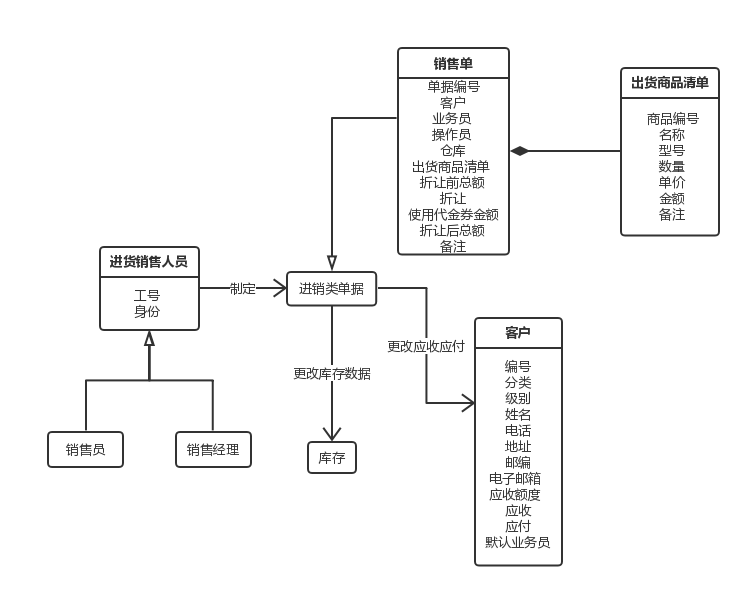 销售单
单据编号
客户
业务员
操作员
仓库
出货商品清单
折让前总额
折让
使用代金券金额
折让后总额
备注
出货商品清单
商品编号
名称
型号
数量
单价
金额
备注
进货销售人员
工号
身份
制定
进销类单据
更改应收应付
更改库存数据
客户
编号
分类
级别
姓名
电话
地址
邮编
电子邮箱
应收额度
应收
应付
默认业务员
销售员
销售经理
库存